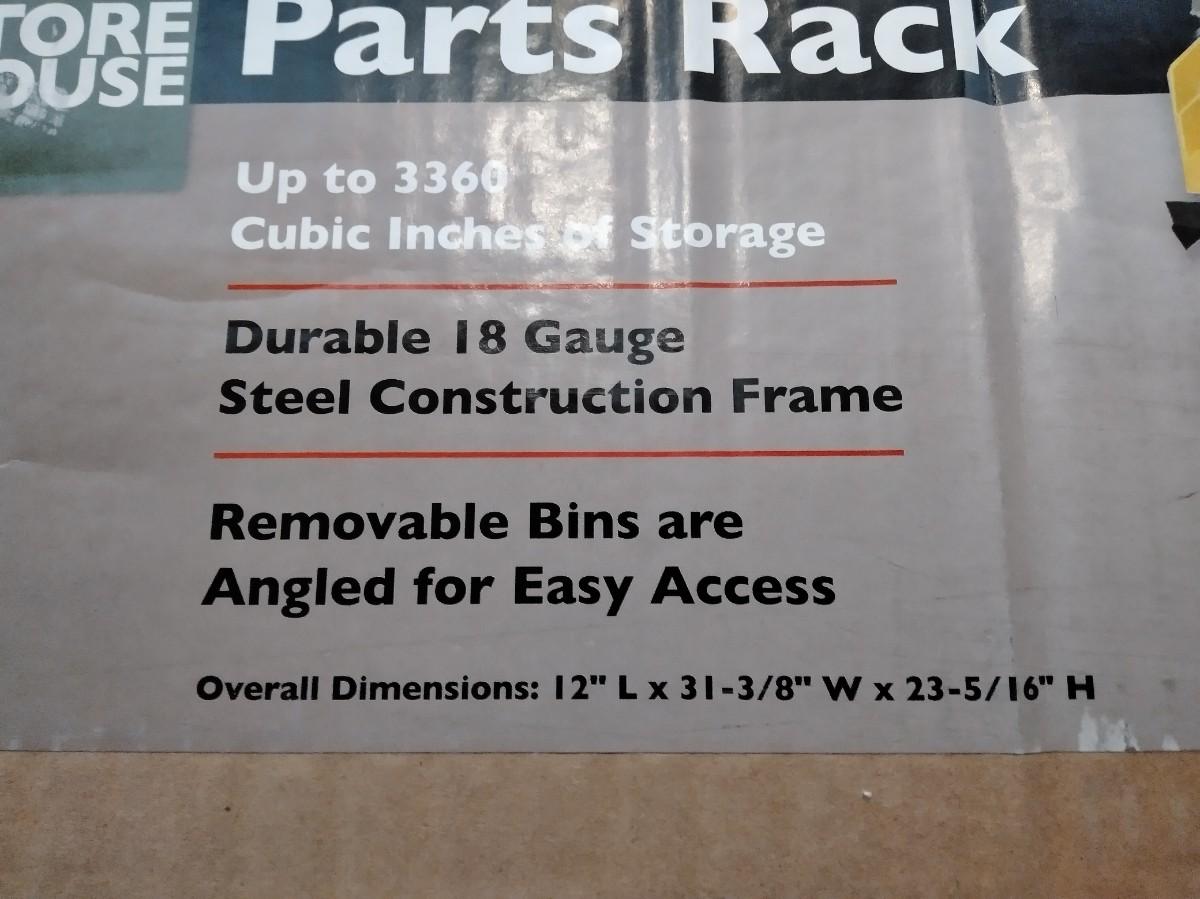 TORE
OUSE
Parts Rack
Up to 3360
Cubic Inches of Storage
Durable 18 Gauge
Steel Construction Frame
Removable Bins are
Angled for Easy Access
Overall Dimensions: 12" L x 31-3/8" W x 23-5/16" H